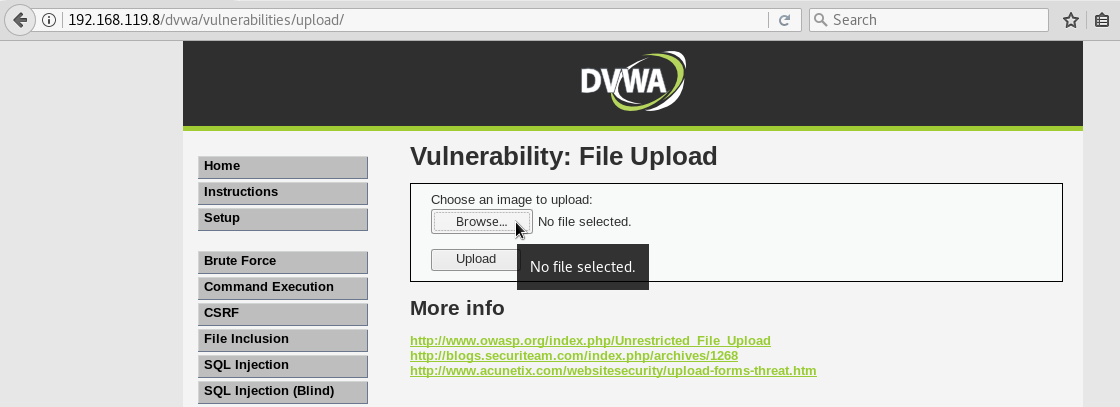 192.168.119.8/dvwa/vulnerabilities/upload/
Search
DVWA
Home
Instructions
Setup
Brute Force
Command Execution
CSRF
File Inclusion
SQL Injection
SQL Injection (Blind)
Vulnerability: File Upload
Choose an image to upload:
Browse... No file selected.
Upload
No file selected.
More info
http://www.owasp.org/index.php/Unrestricted_File_Upload
http://blogs.securiteam.com/index.php/archives/1268
http://www.acunetix.com/websitesecurity/upload-forms-threat.htm